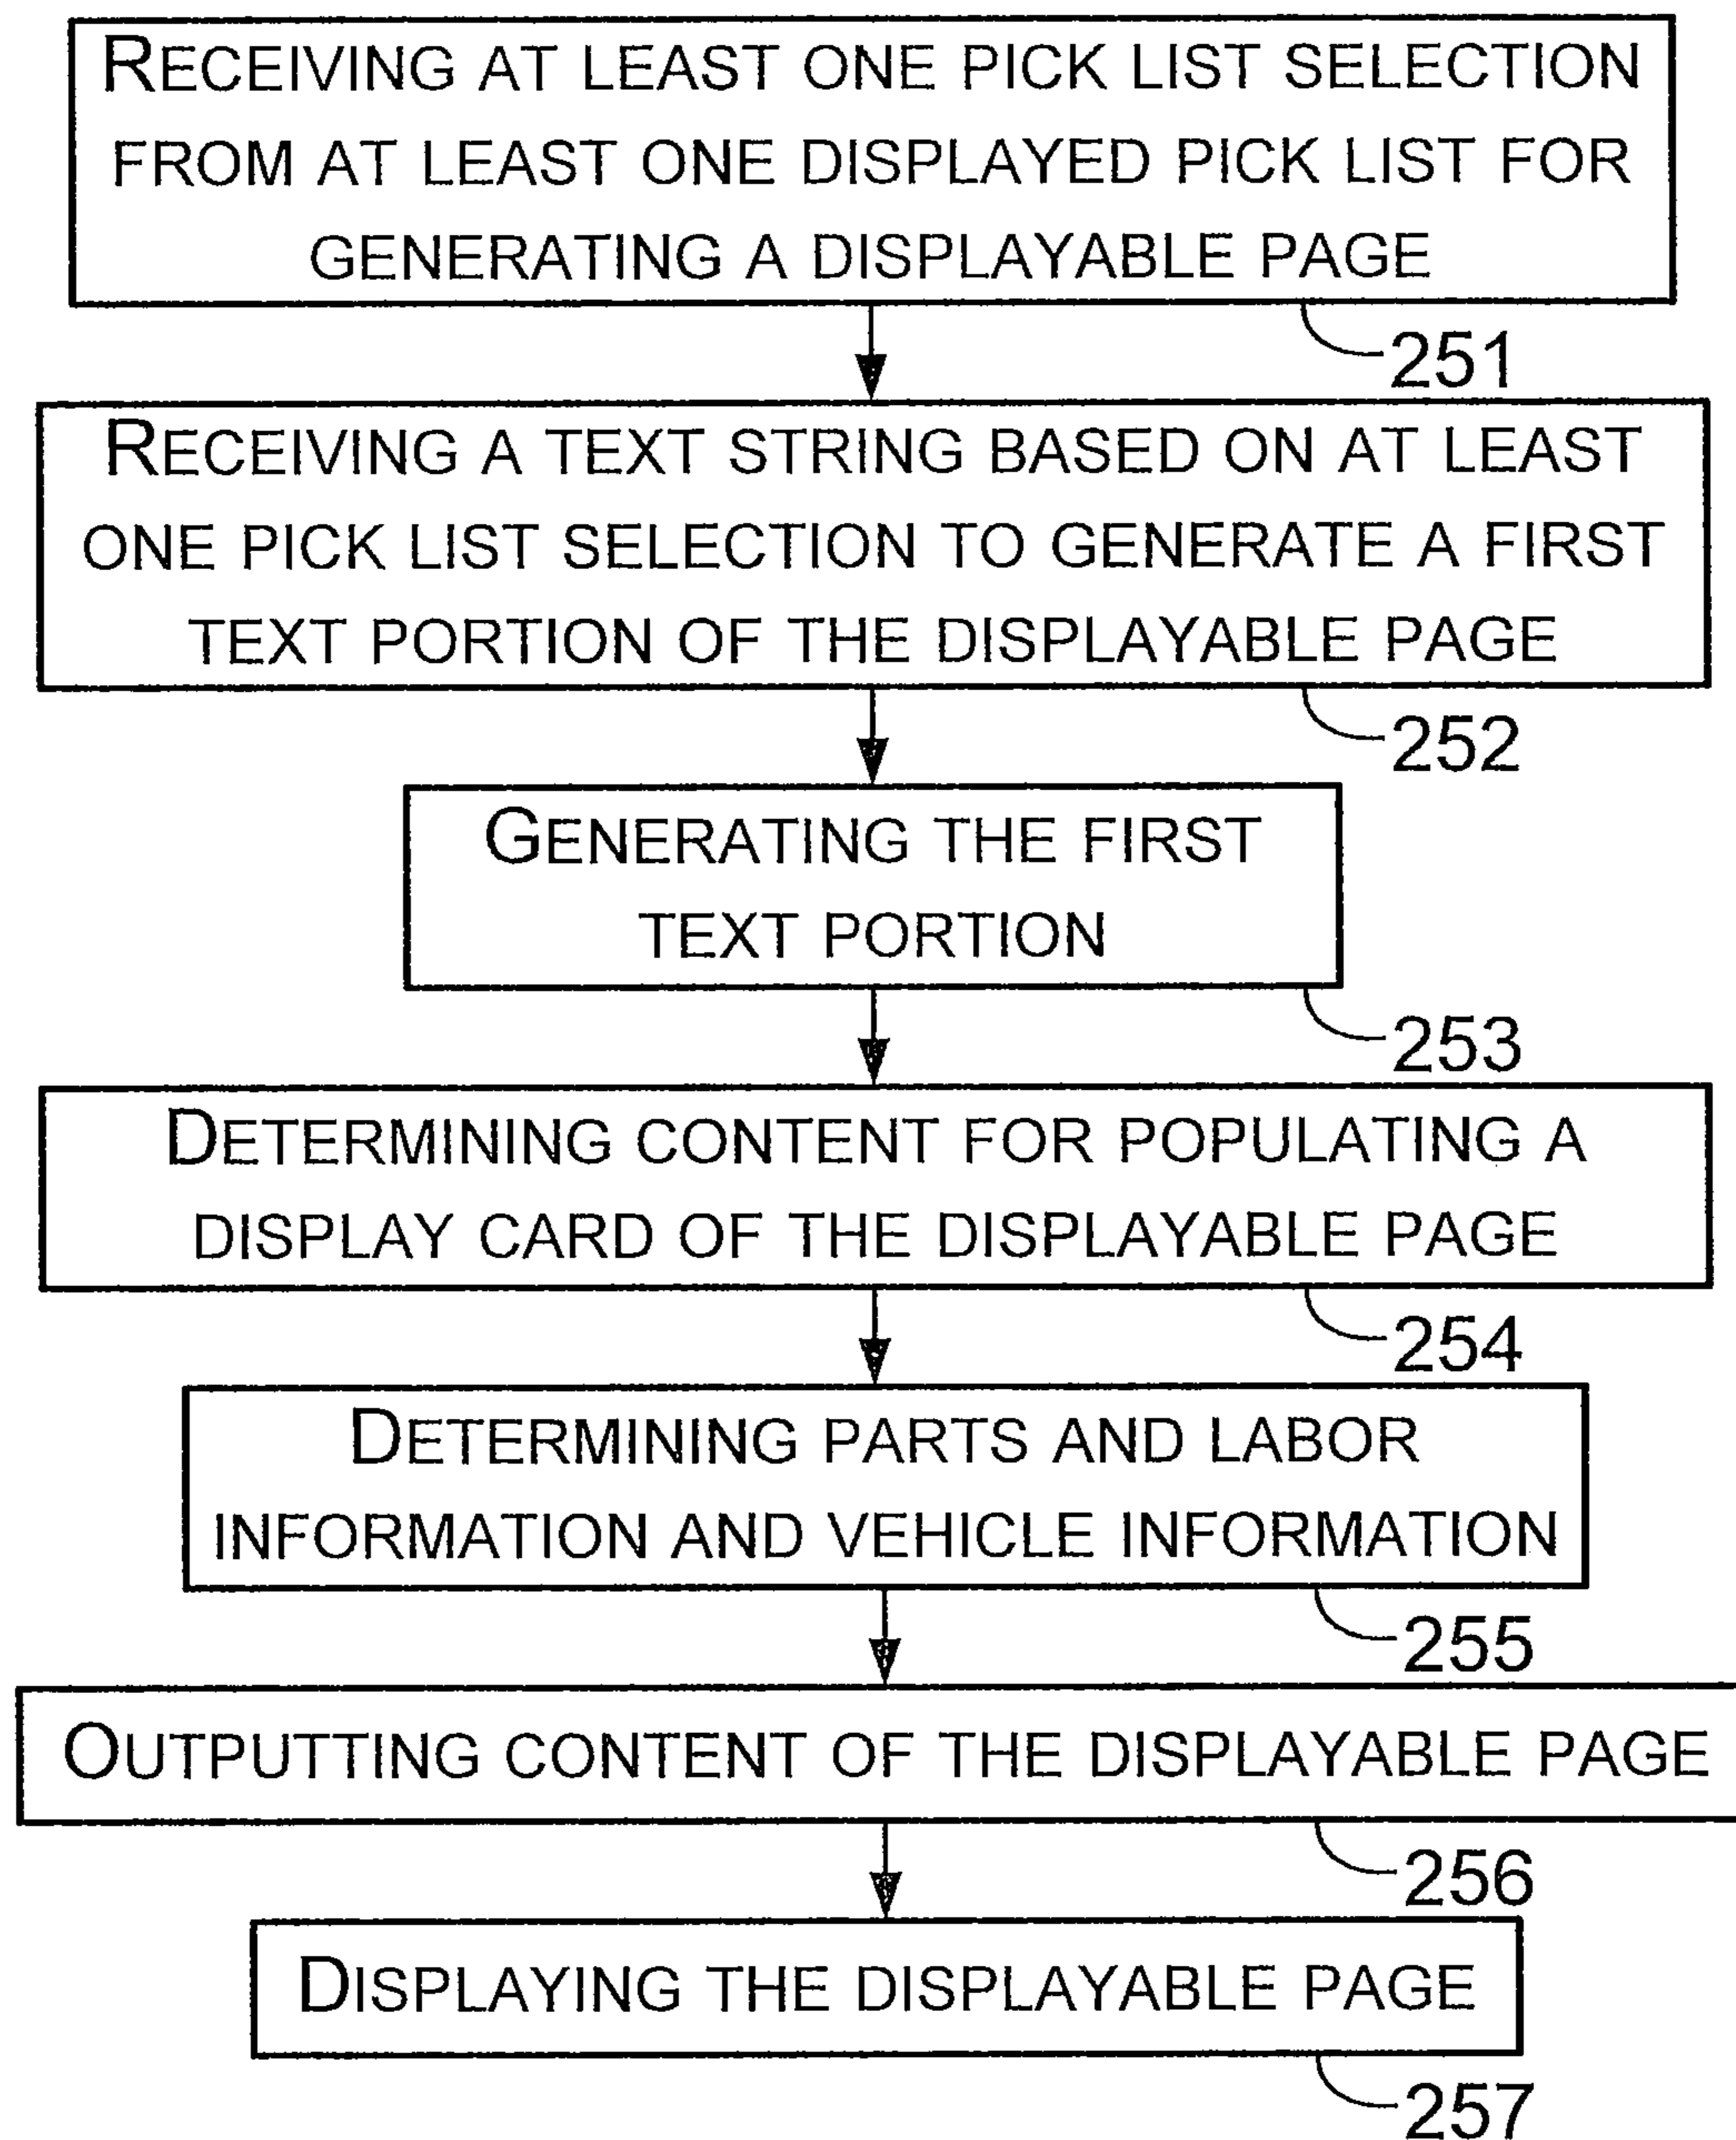 RECEIVING AT LEAST ONE PICK LIST SELECTION
FROM AT LEAST ONE DISPLAYED PICK LIST FOR
GENERATING A DISPLAYABLE PAGE
251
RECEIVING A TEXT STRING BASED ON AT LEAST
ONE PICK LIST SELECTION TO GENERATE A FIRST
TEXT PORTION OF THE DISPLAYABLE PAGE
252
GENERATING THE FIRST
TEXT PORTION
253
DETERMINING CONTENT FOR POPULATING A
DISPLAY CARD OF THE DISPLAYABLE PAGE
254
DETERMINING PARTS AND LABOR
INFORMATION AND VEHICLE INFORMATION
255
OUTPUTTING CONTENT OF THE DISPLAYABLE PAGE
256
DISPLAYING THE DISPLAYABLE PAGE
257